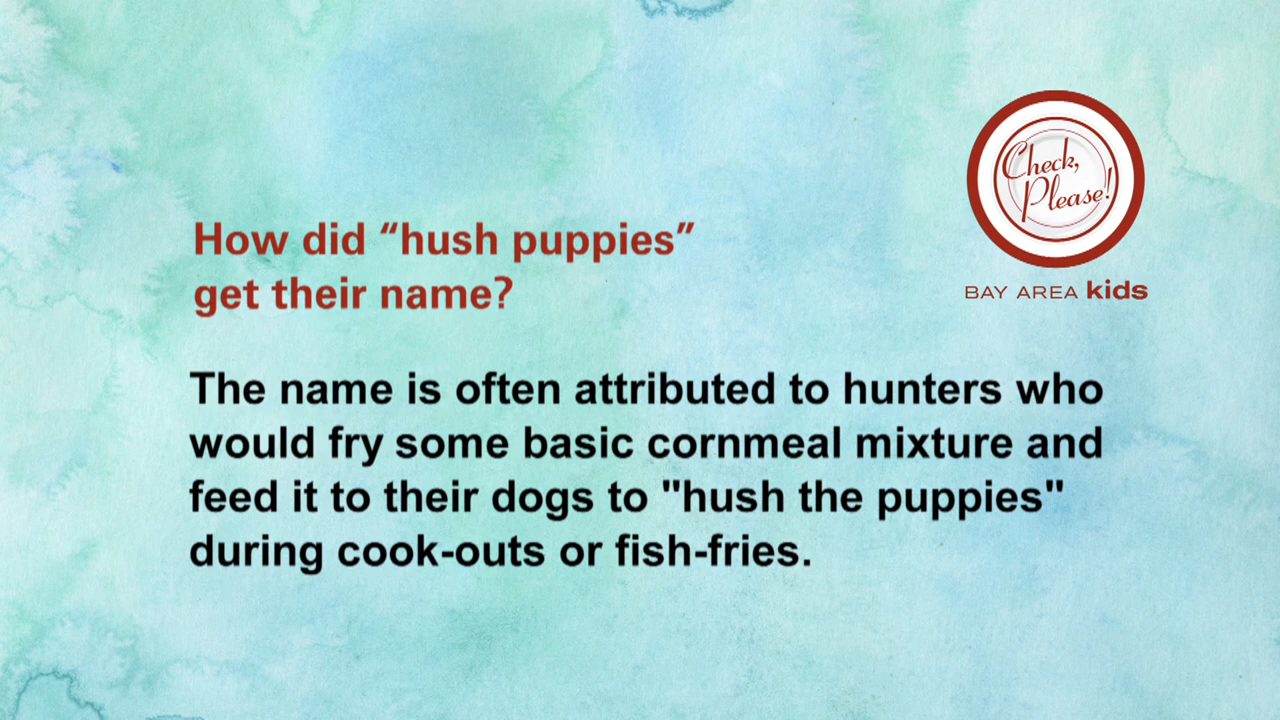 Check,
Please!
BAY AREA kids
How did “hush puppies”
get their name?
The name is often attributed to hunters who
would fry some basic cornmeal mixture and
feed it to their dogs to "hush the puppies"
during cook-outs or fish-fries.